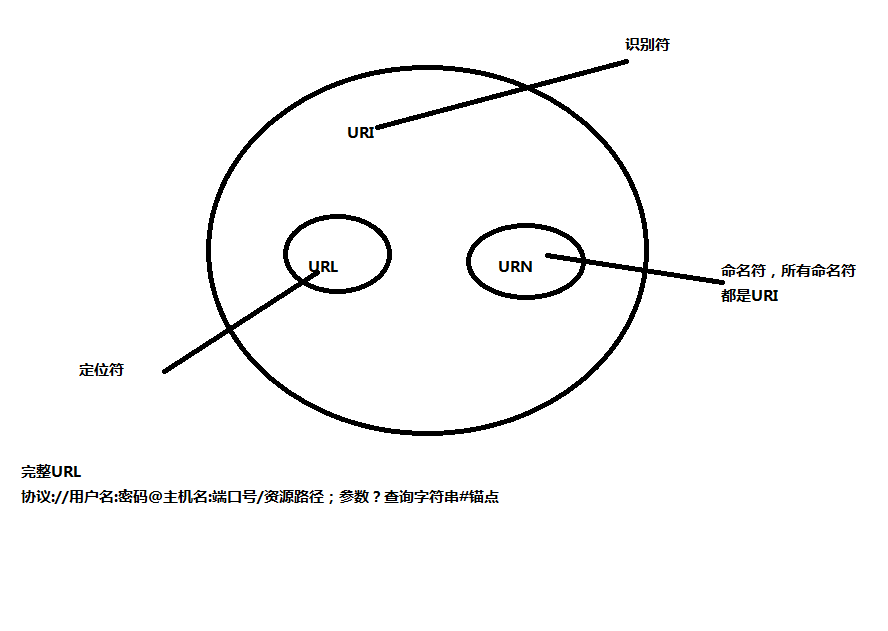 识别符
URI
URL
URN
命名符，所有命名符
都是URI
定位符
完整URL
协议://用户名:密码@主机名:端口号/资源路径；参数？查询字符串#锚点